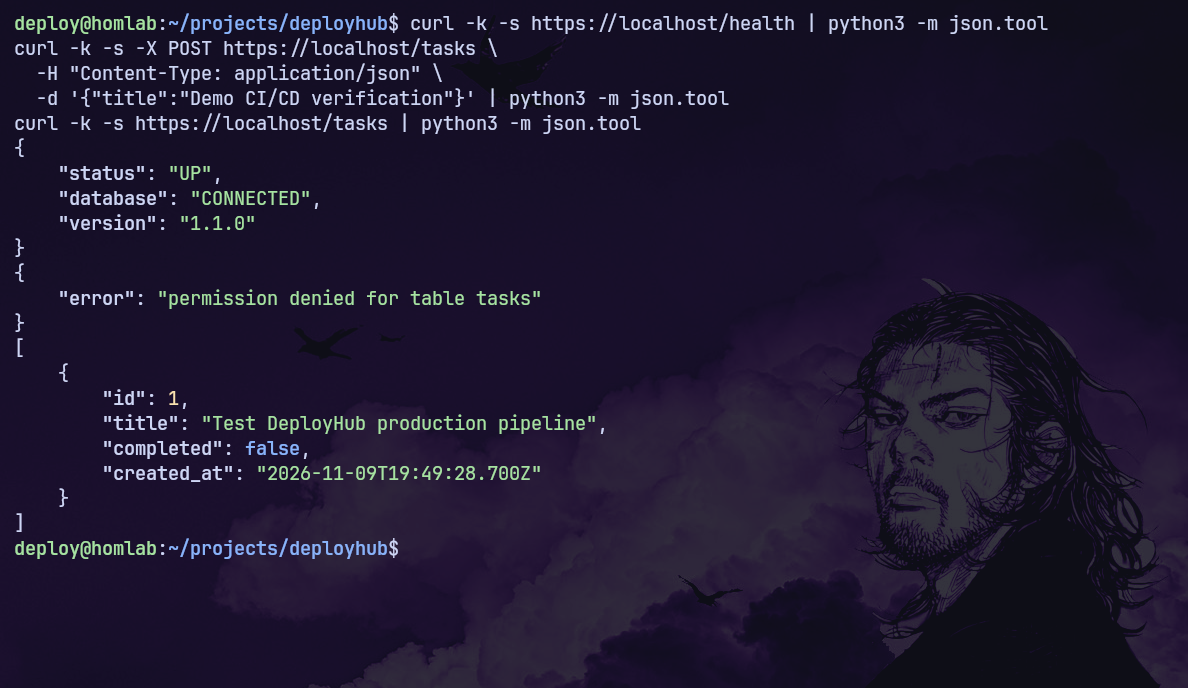 deploy@homlab:~/projects/deployhub$ curl -k -s https://localhost/health | python3 -m json.tool
curl -k -s -X POST https://localhost/tasks \
  -H "Content-Type: application/json" \
  -d '{"title":"Demo CI/CD verification"}' | python3 -m json.tool
curl -k -s https://localhost/tasks | python3 -m json.tool
{
    "status": "UP",
    "database": "CONNECTED",
    "version": "1.1.0"
}
{
    "error": "permission denied for table tasks"
}
[
    {
        "id": 1,
        "title": "Test DeployHub production pipeline",
        "completed": false,
        "created_at": "2026-11-09T19:49:28.700Z"
    }
]
deploy@homlab:~/projects/deployhub$